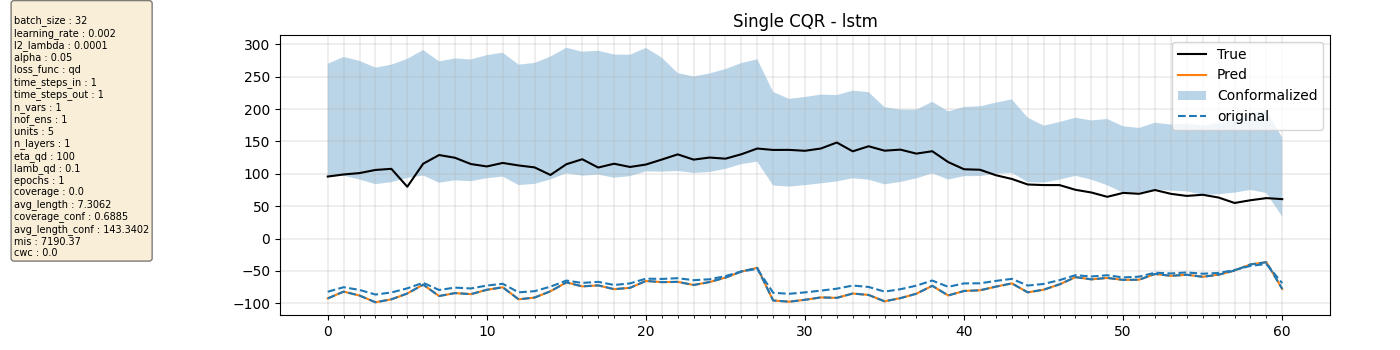 batch_size : 32
learning_rate : 0.002
l2_lambda : 0.0001
alpha : 0.05
loss_func : qd
time_steps_in : 1
time_steps_out : 1
n_vars : 1
nof_ens : 1
units : 5
n_layers : 1
eta_qd : 100
lamb_qd : 0.1
epochs : 1
coverage : 0.0
avg_length : 7.3062
coverage_conf : 0.6885
avg_length_conf : 143.3402
mis : 7190.37
cwc : 0.0
Single CQR - lstm
300
250
200
150
100
50
0
−50
−100
True
Pred
Conformalized
original
0 10 20 30 40 50 60